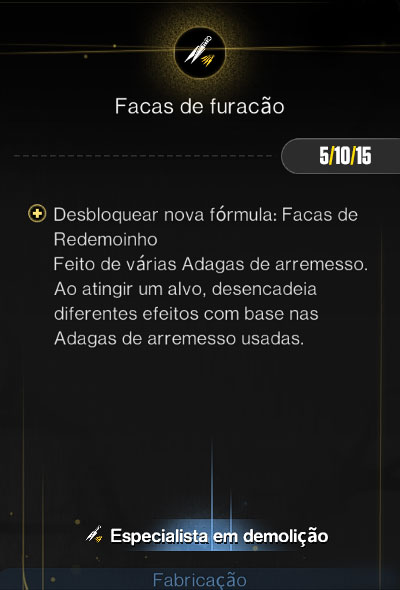 Facas de furacão
5/10/15
Desbloquear nova fórmula: Facas de
Redemoinho
Feito de várias Adagas de arremesso.
Ao atingir um alvo, desencadeia
diferentes efeitos com base nas
Adagas de arremesso usadas.
Especialista em demolição
Fabricação